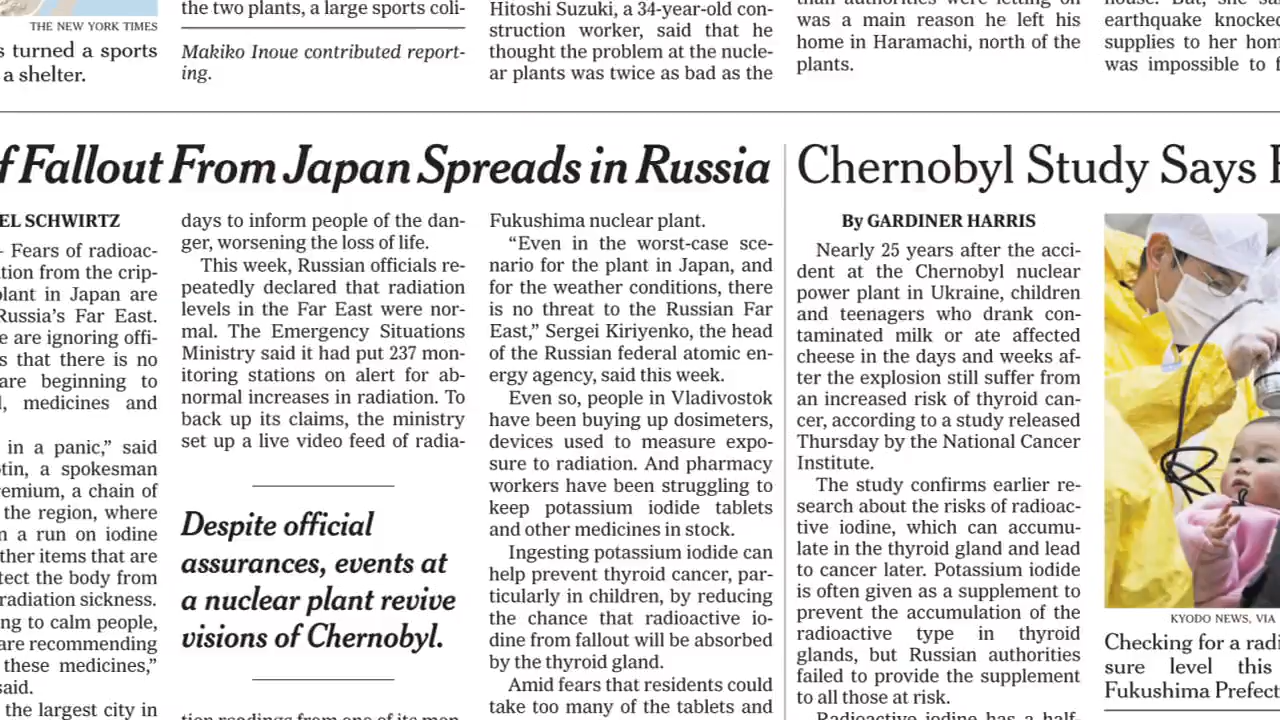 THE NEW YORK TIMES
turned a sports
a shelter.
the two plants, a large sports coli-
Makiko Inoue contributed report-
ing.
Hitoshi Suzuki, a 34-year-old con-
struction worker, said that he
thought the problem at the nucle-
ar plants was twice as bad as the
than authorities were letting on
was a main reason he left his
home in Haramachi, north of the
plants.
earthquake knocked
supplies to her
was impossible to
Fallout From Japan Spreads in Russia
SCHWIRTZ
Fears of radioac-
from the crip-
plant in Japan are
Russia's Far East.
are ignoring offi-
that there is no
are beginning to
medicines and
in a panic," said
a spokesman
a chain of
the region, where
a run on iodine
other items that are
the body from
radiation sickness.
to calm people,
are recommending
these medicines,"
said.
the largest city in
days to inform people of the dan-
ger, worsening the loss of life.
This week, Russian officials re-
peatedly declared that radiation
levels in the Far East were nor-
mal. The Emergency Situations
Ministry said it had put 237 mon-
itoring stations on alert for ab-
normal increases in radiation. To
back up its claims, the ministry
set up a live video feed of radia-
Despite official
assurances, events at
a nuclear plant revive
visions of Chernobyl.
tion readings from one of its mon-
Fukushima nuclear plant.
"Even in the worst-case sce-
nario for the plant in Japan, and
for the weather conditions, there
is no threat to the Russian Far
East," Sergei Kiriyenko, the head
of the Russian federal atomic en-
ergy agency, said this week.
Even so, people in Vladivostok
have been buying up dosimeters,
devices used to measure expo-
sure to radiation. And pharmacy
workers have been struggling to
keep potassium iodide tablets
and other medicines in stock.
Ingesting potassium iodide can
help prevent thyroid cancer, par-
ticularly in children, by reducing
the chance that radioactive io-
dine from fallout will be absorbed
by the thyroid gland.
Amid fears that residents could
take too many of the tablets and
Chernobyl Study Says
By GARDINER HARRIS
Nearly 25 years after the acci-
dent at the Chernobyl nuclear
power plant in Ukraine, children
and teenagers who drank con-
taminated milk or ate affected
cheese in the days and weeks af-
ter the explosion still suffer from
an increased risk of thyroid can-
cer, according to a study released
Thursday by the National Cancer
Institute.
The study confirms earlier re-
search about the risks of radioac-
tive iodine, which can accumu-
late in the thyroid gland and lead
to cancer later. Potassium iodide
is often given as a supplement to
prevent the accumulation of the
radioactive type in thyroid
glands, but Russian authorities
failed to provide the supplement
to all those at risk.
Radioactive iodine has a half-
KYODO NEWS, VIA
Checking for a
sure level this
Fukushima